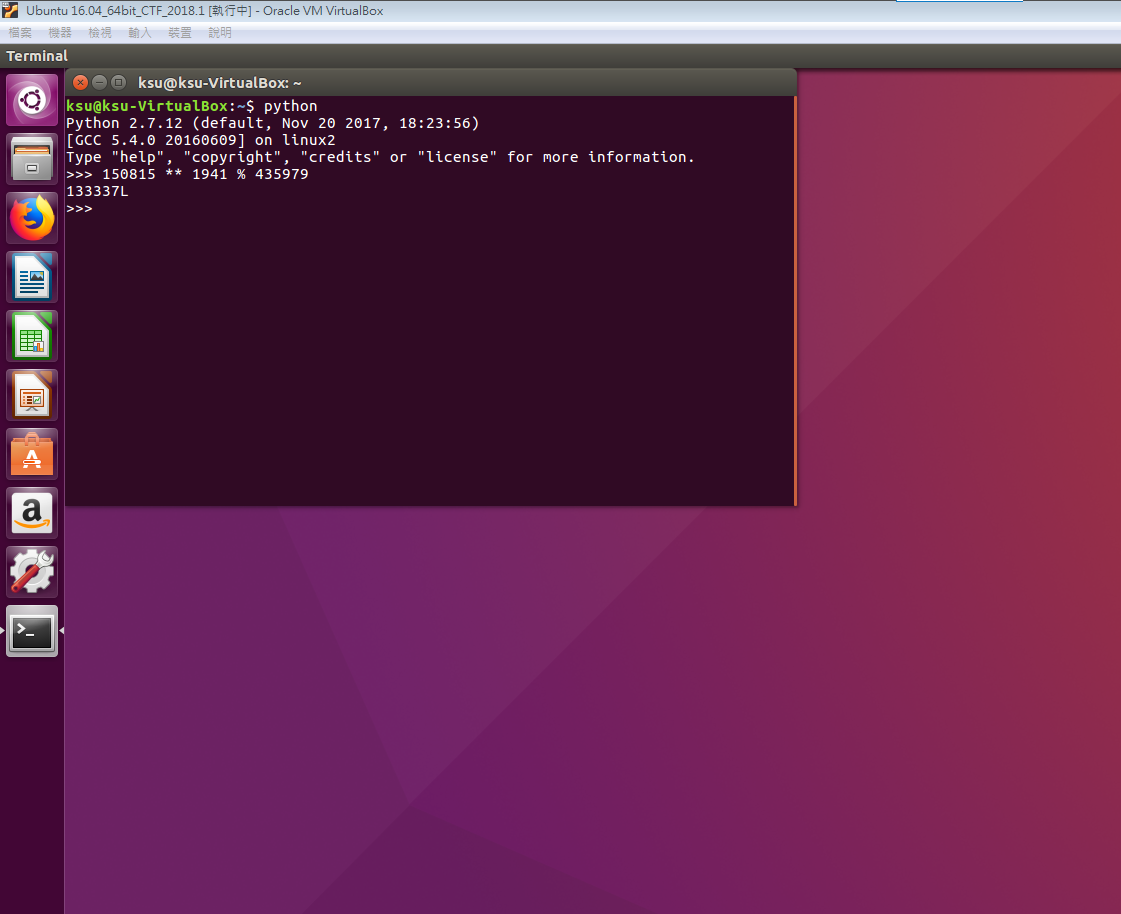 Ubuntu 16.04_64bit_CTF_2018.1 [執行中] - Oracle VM VirtualBox
檔案 機器 檢視 輸入 裝置 說明
Terminal
ksu@ksu-VirtualBox: ~
ksu@ksu-VirtualBox:~$ python
Python 2.7.12 (default, Nov 20 2017, 18:23:56)
[GCC 5.4.0 20160609] on linux2
Type "help", "copyright", "credits" or "license" for more information.
>>> 150815 ** 1941 % 435979
133337L
>>>